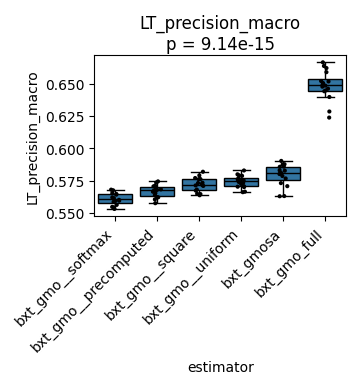 LT_precision_macro
p = 9.14e-15
LT_precision_macro
0.650
0.625
0.600
0.575
0.550
bxt_gmo__softmax
bxt_gmo__precomputed
bxt_gmo__square
bxt_gmo__uniform
bxt_gmosa
bxt_gmo_full
estimator